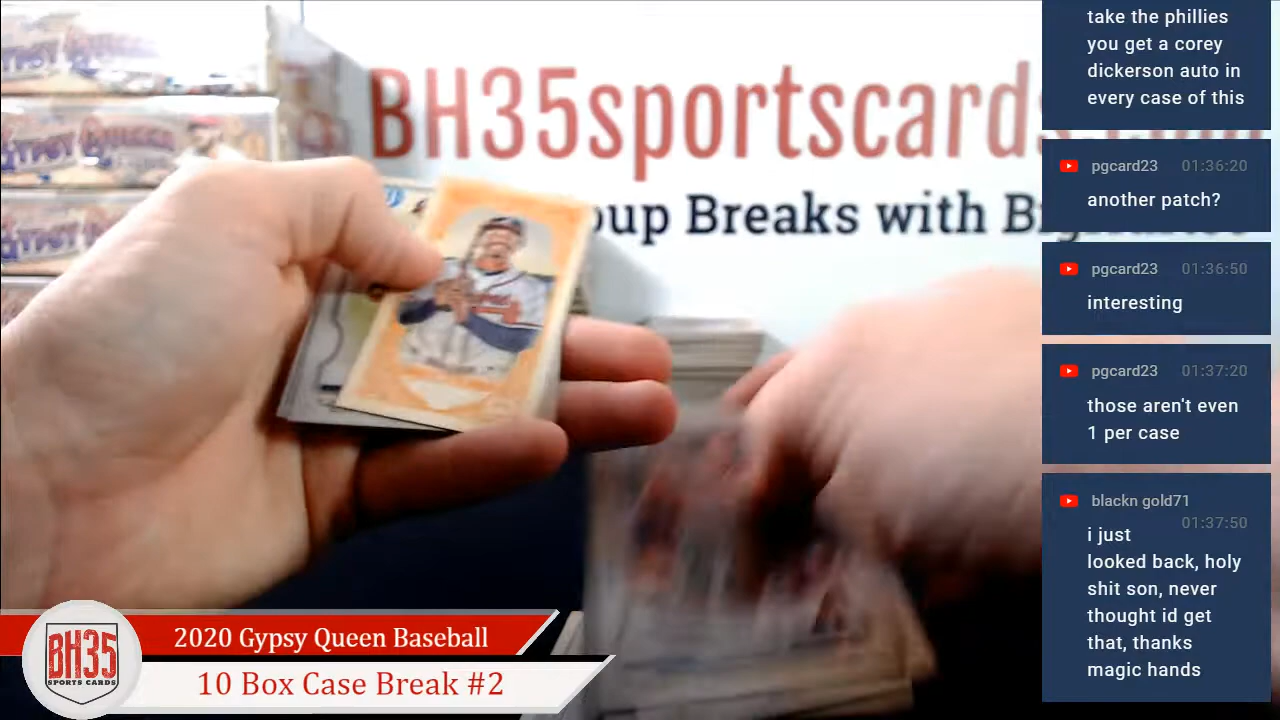 BH35sportscards
oup Breaks with
take the phillies
you get a corey
dickerson auto in
every case of this
pgcard23 01:36:20
another patch?
pgcard23 01:36:50
interesting
pgcard23 01:37:20
those aren't even
1 per case
blackn gold71
01:37:50
i just
looked back, holy
shit son, never
thought id get
that, thanks
magic hands
BH35
SPORTS CARDS
2020 Gypsy Queen Baseball
10 Box Case Break #2